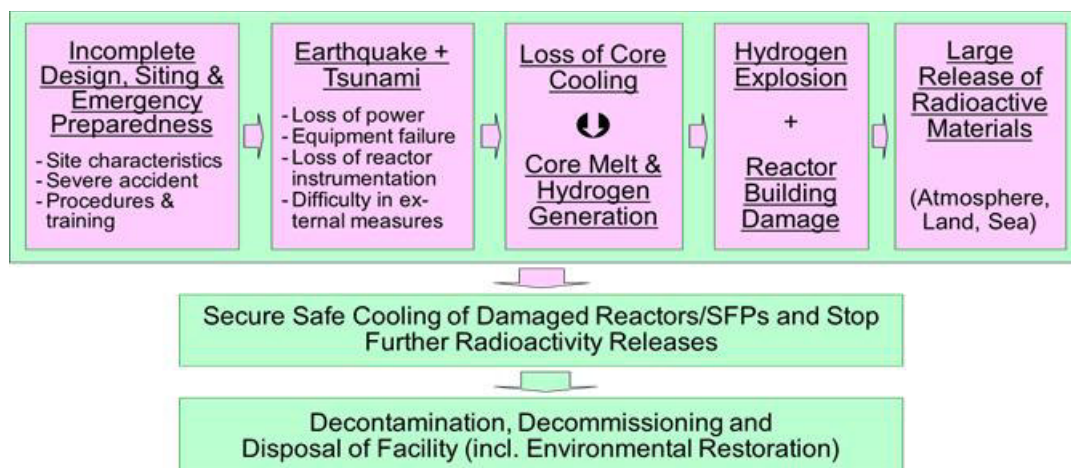 Incomplete
Design, Siting &
Emergency
Preparedness
- Site characteristics
- Severe accident
- Procedures &
training
Earthquake +
Tsunami
- Loss of power
- Equipment failure
- Loss of reactor
instrumentation
- Difficulty in ex-
ternal measures
Loss of Core
Cooling
Core Melt &
Hydrogen
Generation
Hydrogen
Explosion
+
Reactor
Building
Damage
Large
Release of
Radioactive
Materials
(Atmosphere,
Land, Sea)
Secure Safe Cooling of Damaged Reactors/SFPs and Stop
Further Radioactivity Releases
Decontamination, Decommissioning and
Disposal of Facility (incl. Environmental Restoration)